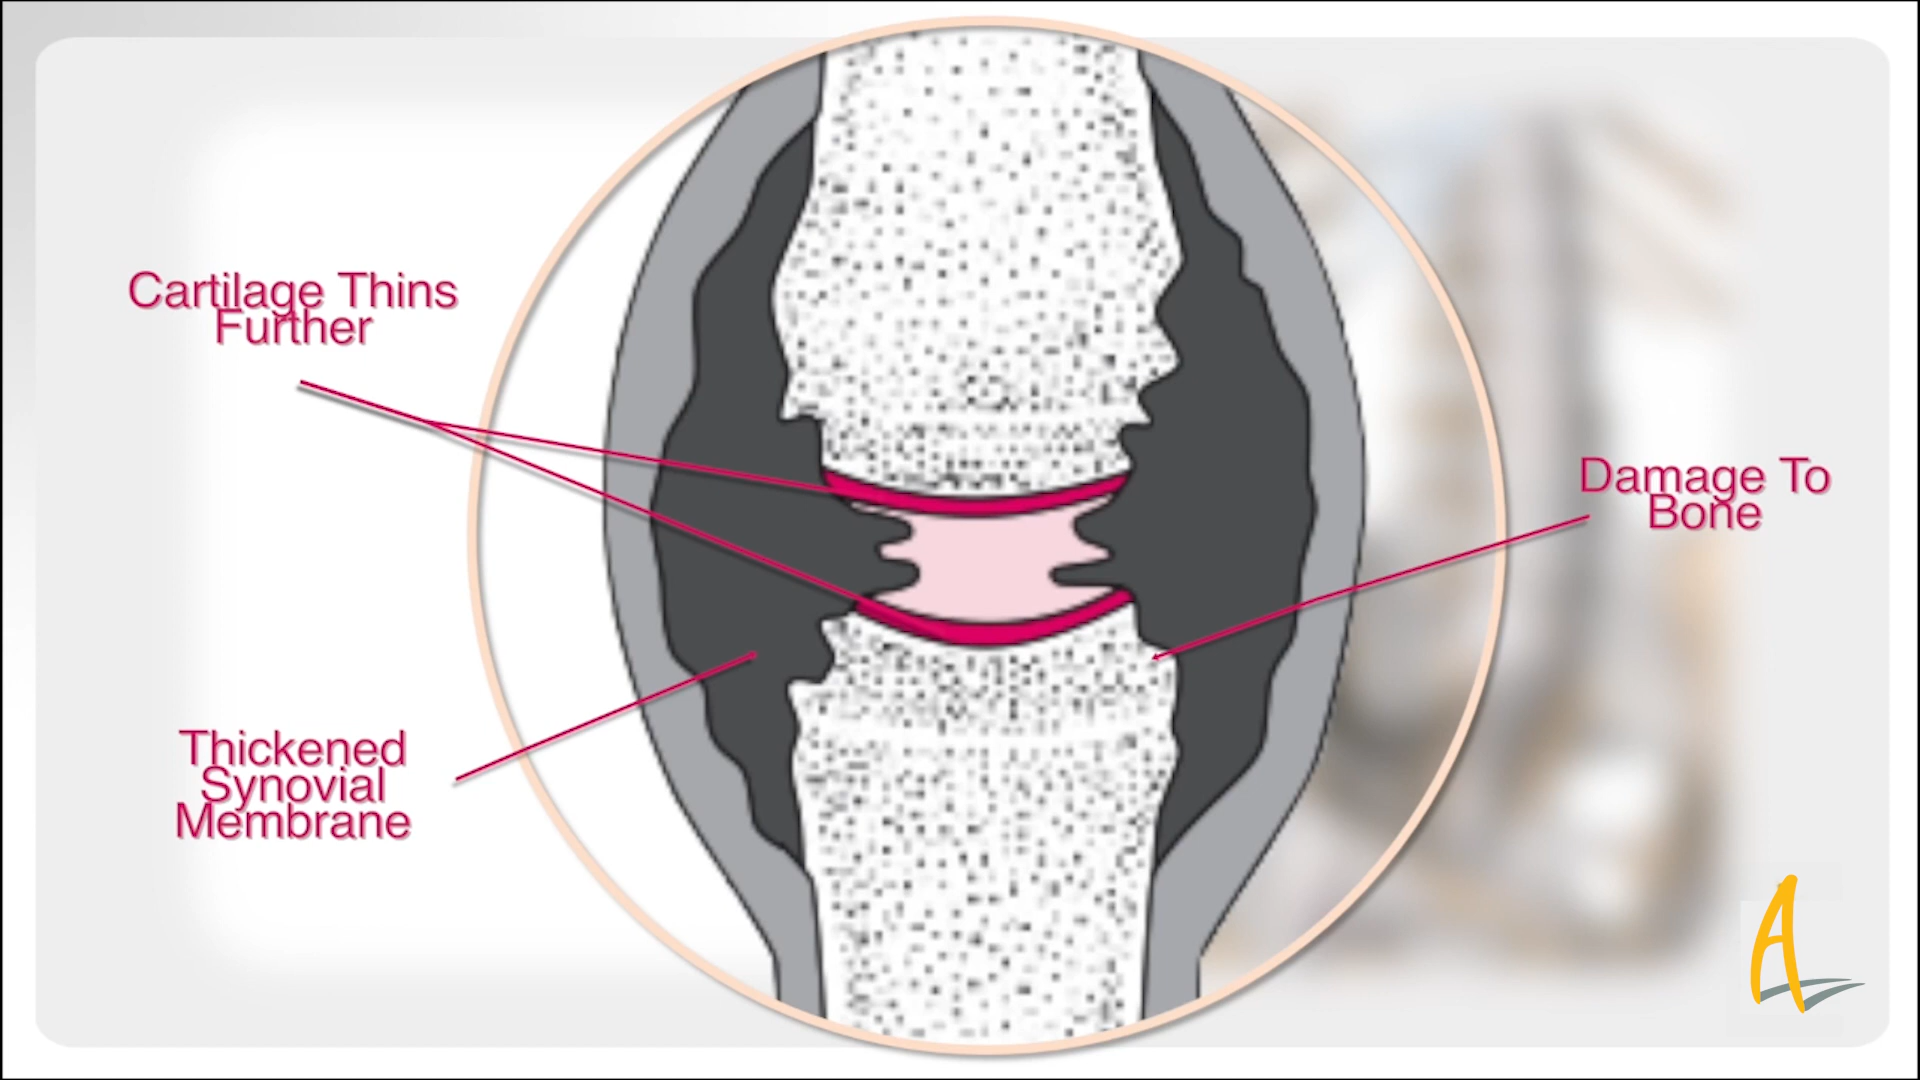 Cartilage Thins
Further
Damage To
Bone
Thickened
Synovial
Membrane